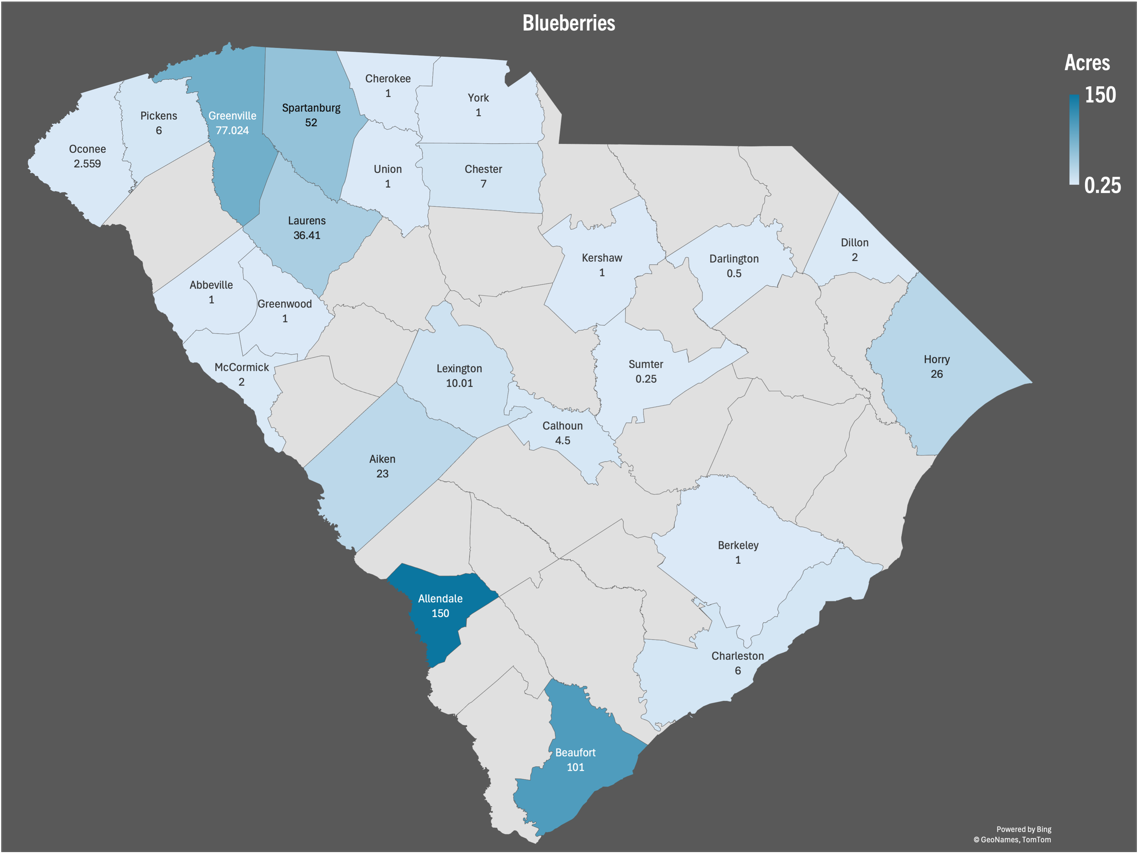 Blueberries
Acres
150
0.25
Cherokee
1
York
1
Spartanburg
52
Pickens
6
Greenville
77.024
Oconee
2.559
Union
1
Chester
7
Laurens
36.41
Dillon
2
Kershaw
1
Darlington
0.5
Abbeville
1
Greenwood
1
McCormick
2
Lexington
10.01
Sumter
0.25
Horry
26
Calhoun
4.5
Aiken
23
Berkeley
1
Allendale
150
Charleston
6
Beaufort
101
Powered by Bing
© GeoNames, TomTom